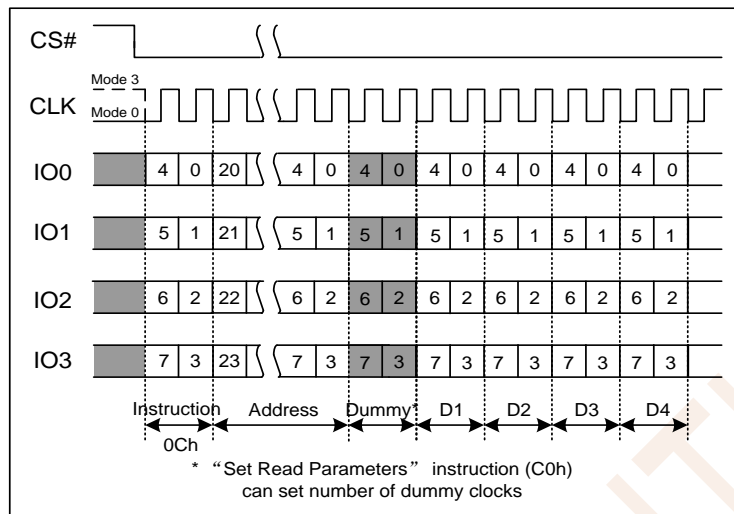 CS#
Mode 3
CLK
Mode 0
IO0 4 0 20 4 0 4 0 4 0 4 0 4 0 4 0
IO1 5 1 21 5 1 5 1 5 1 5 1 5 1 5 1
IO2 6 2 22 6 2 6 2 6 2 6 2 6 2 6 2
IO3 7 3 23 7 3 7 3 7 3 7 3 7 3 7 3
Instruction Address Dummy* D1 D2 D3 D4
0Ch
* “Set Read Parameters” instruction (C0h)
can set number of dummy clocks